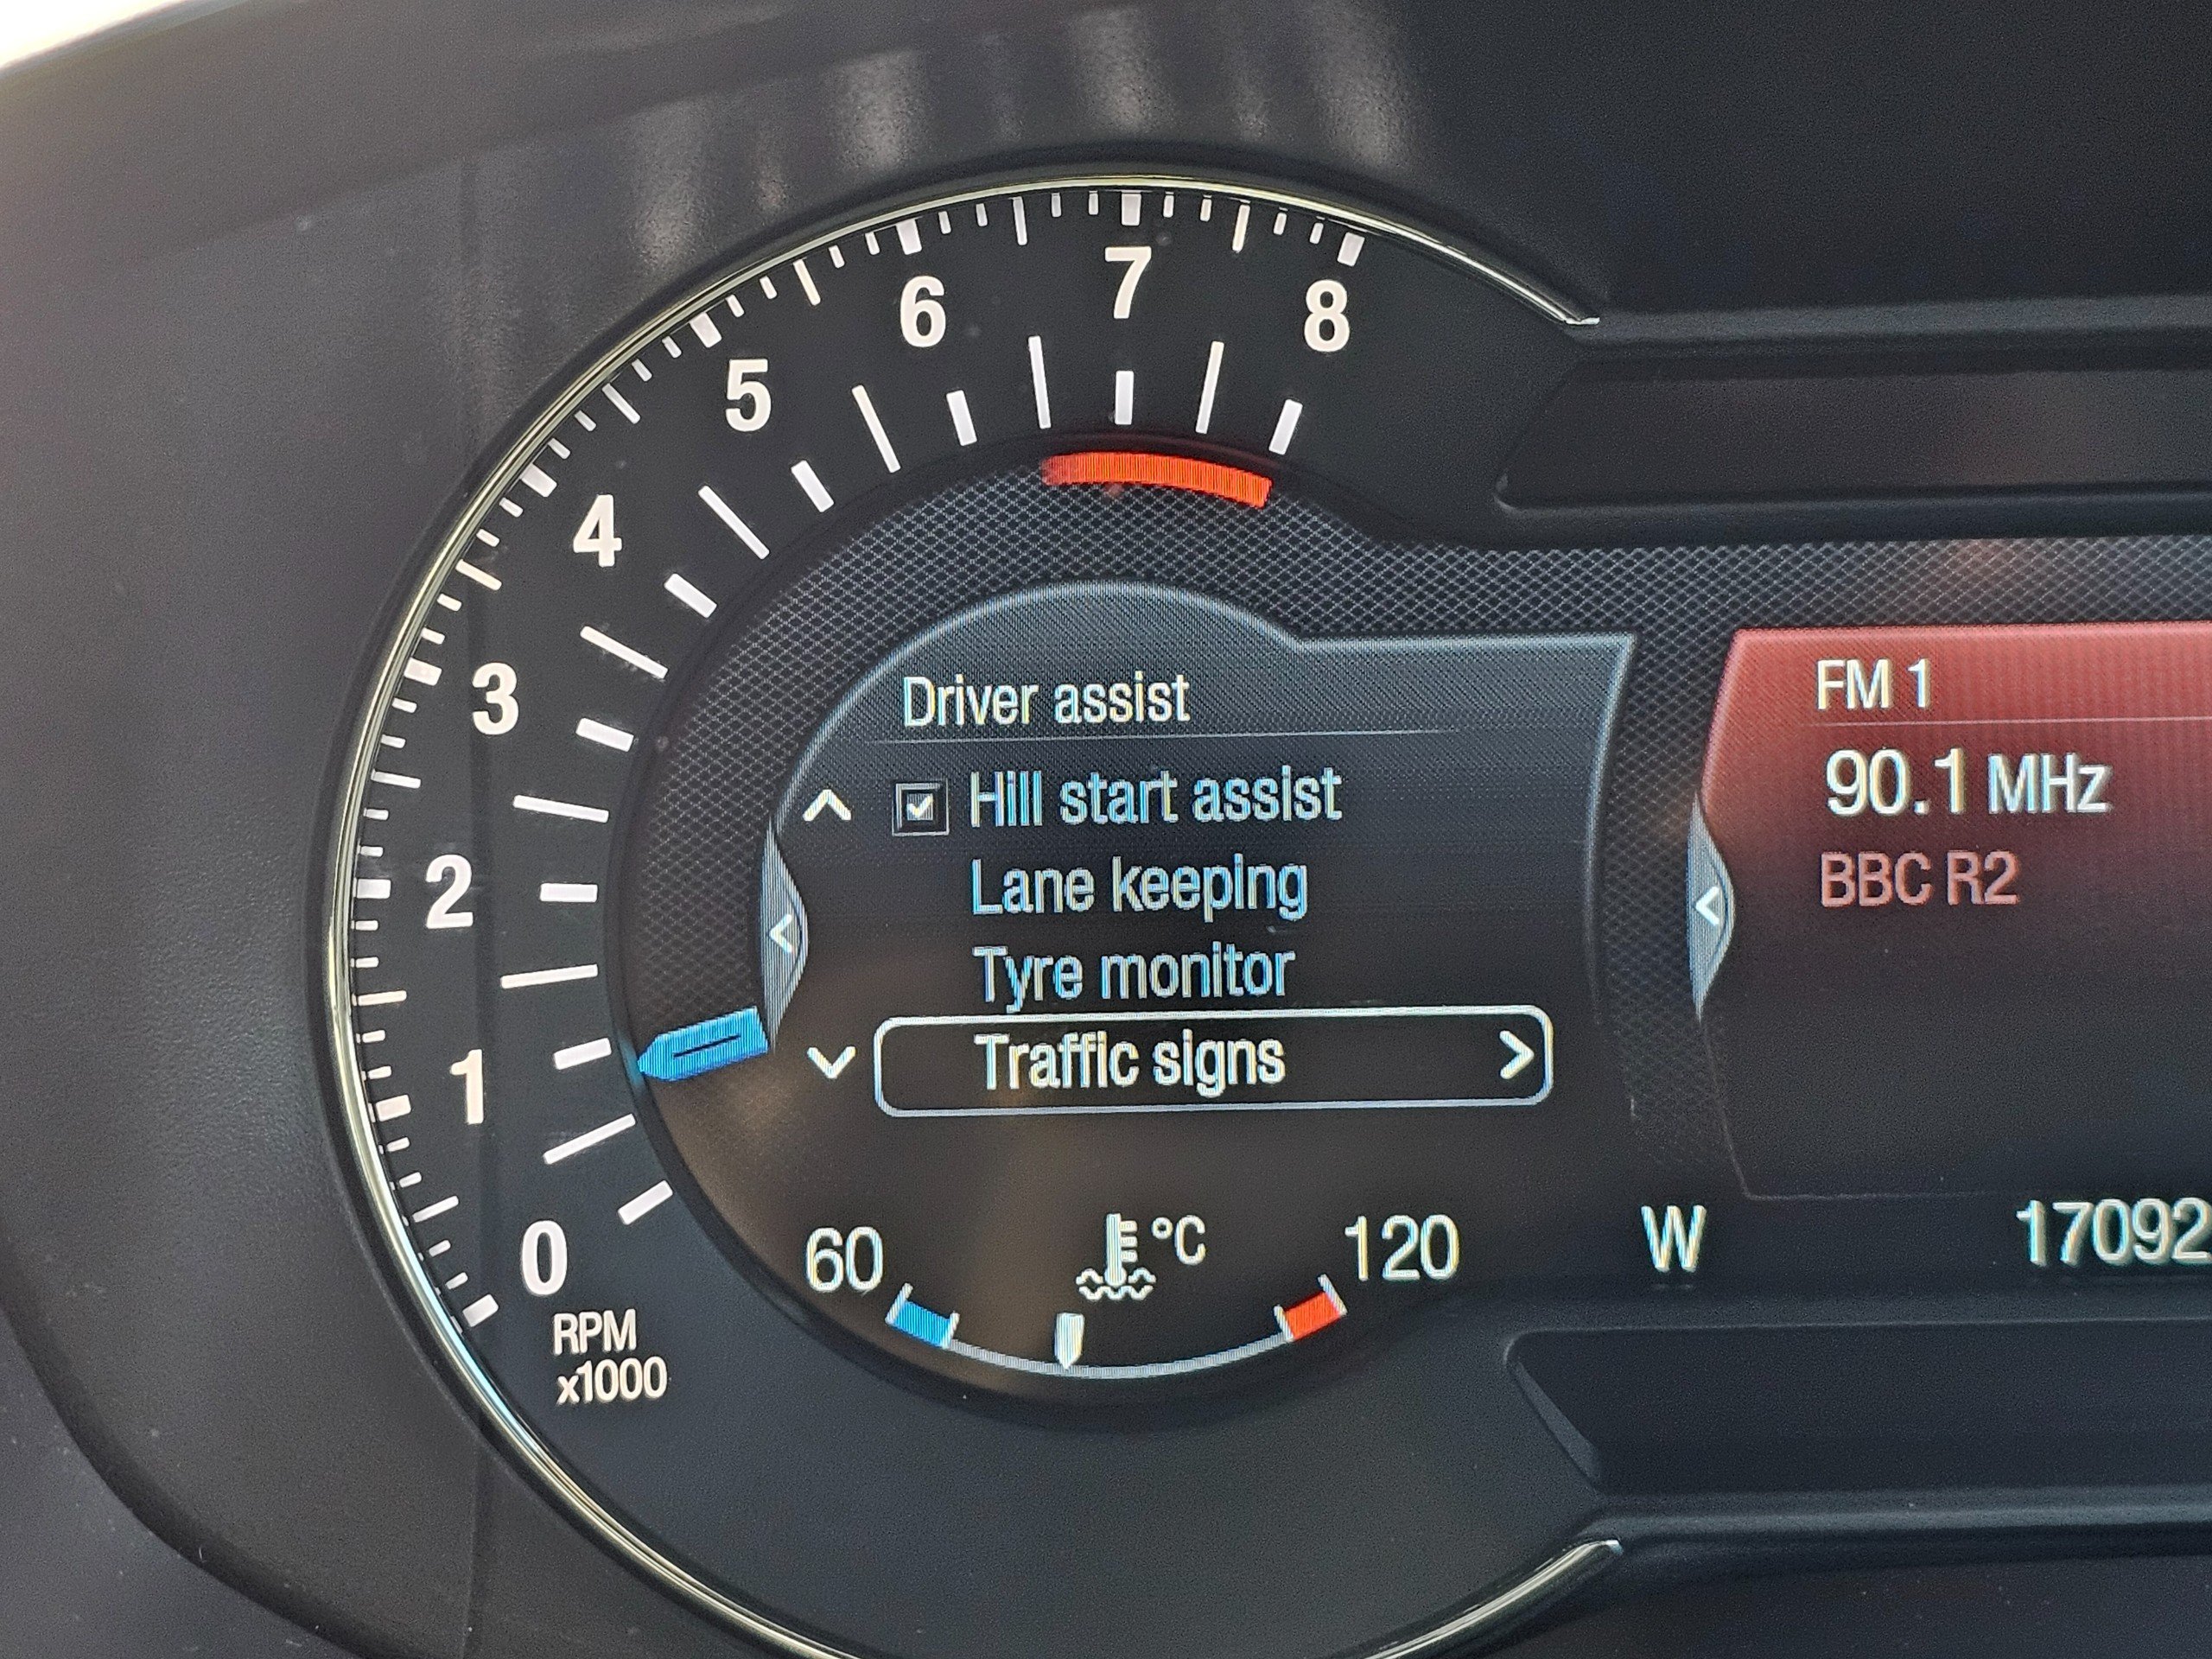 8
7
6
5
4
3
2
1
0
RPM
x1000
Driver assist
Hill start assist
Lane keeping
Tyre monitor
Traffic signs
60
°C
120
FM 1
90.1 MHz
BBC R2
W
17092